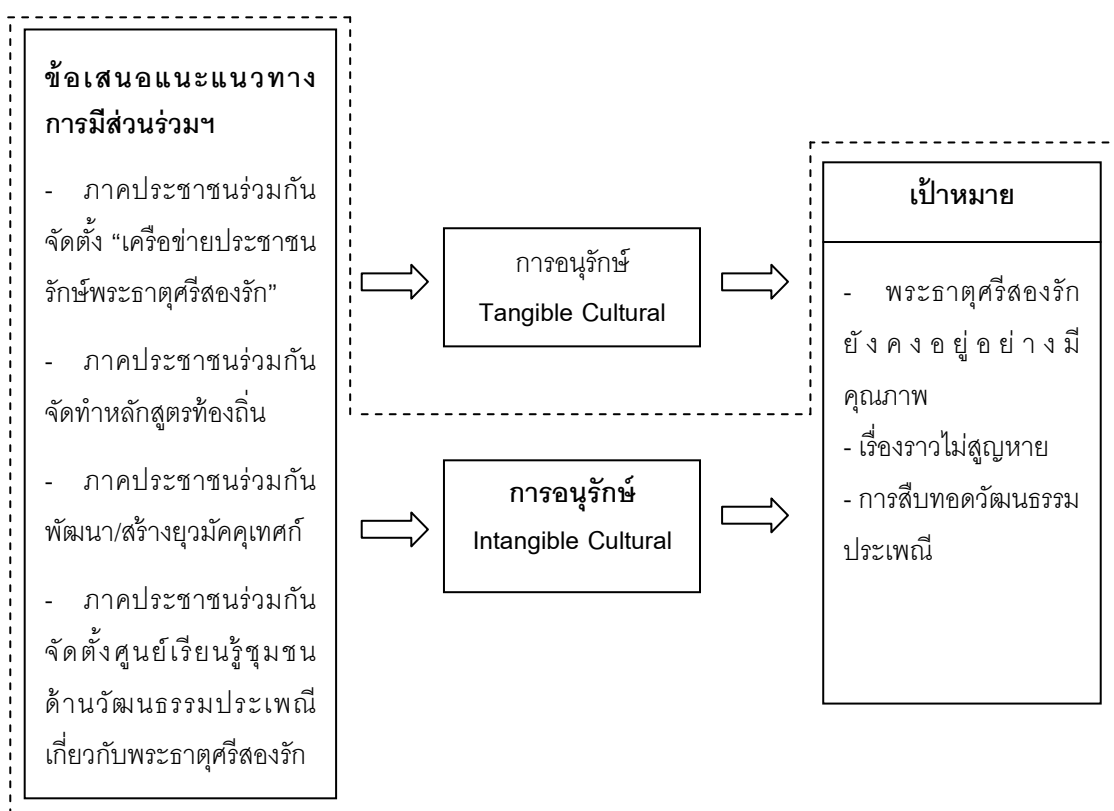 ข้อเสนอแนะแนวทาง
การมีส่วนร่วมฯ
- ภาคประชาชนร่วมกัน
จัดตั้ง “เครือข่ายประชาชน
รักษ์พระธาตุศรีสองรัก”
- ภาคประชาชนร่วมกัน
จัดทำหลักสูตรท้องถิ่น
- ภาคประชาชนร่วมกัน
พัฒนา/สร้างยุวมัคคุเทศก์
- ภาคประชาชนร่วมกัน
จัดตั้งศูนย์เรียนรู้ชุมชน
ด้านวัฒนธรรมประเพณี
เกี่ยวกับพระธาตุศรีสองรัก
การอนุรักษ์
Tangible Cultural
การอนุรักษ์
Intangible Cultural
เป้าหมาย
- พระธาตุศรีสองรัก
ยังคงอยู่อย่างมี
คุณภาพ
- เรื่องราวไม่สูญหาย
- การสืบทอดวัฒนธรรม
ประเพณี